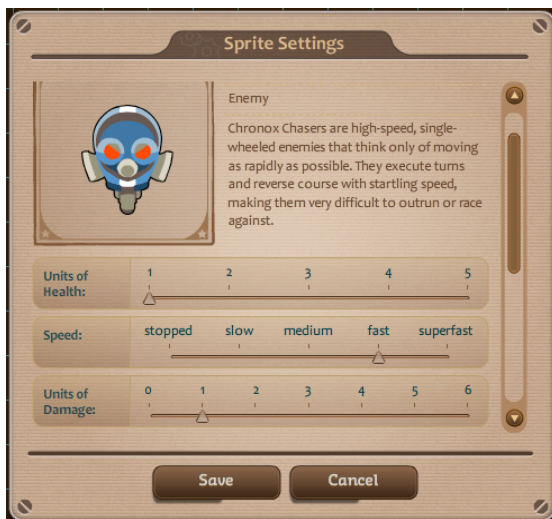 Sprite Settings
Enemy
Chronox Chasers are high-speed, single-
wheeled enemies that think only of moving
as rapidly as possible. They execute turns
and reverse course with startling speed,
making them very difficult to outrun or race
against.
Units of
Health:
1 2 3 4 5
Speed:
stopped slow medium fast superfast
Units of
Damage:
0 1 2 3 4 5 6
Save Cancel